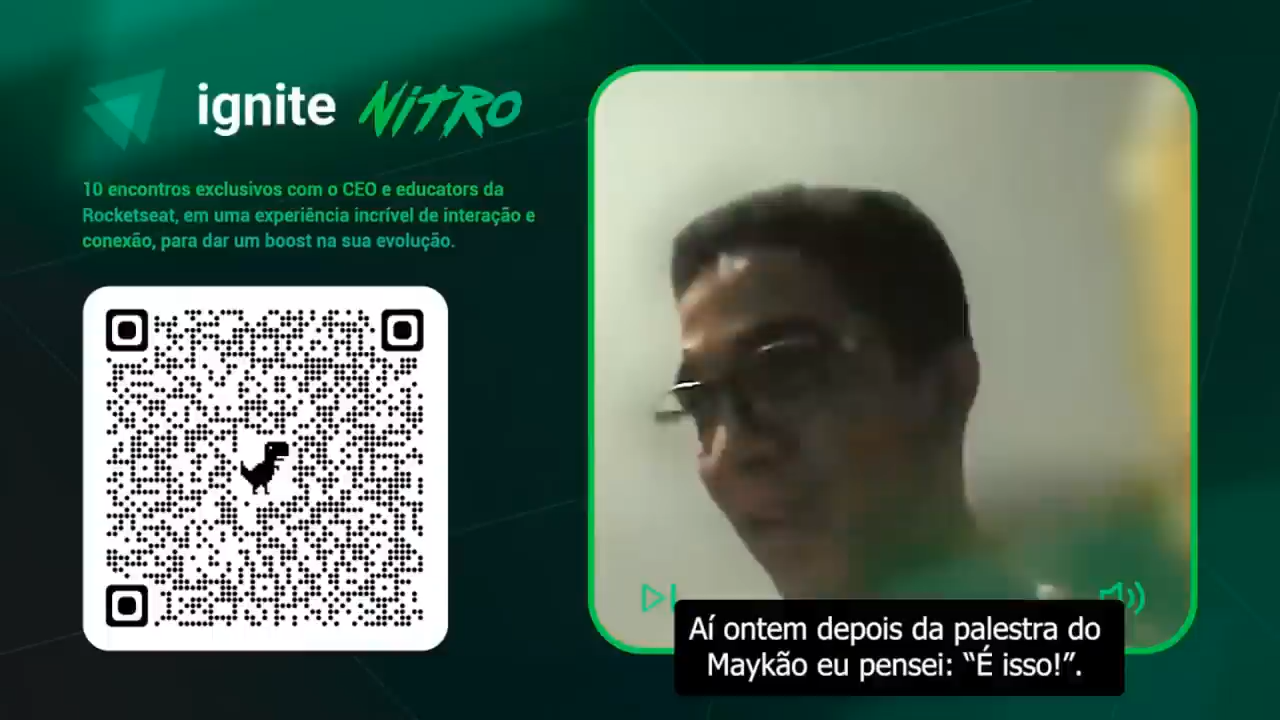 ignite NITRO
10 encontros exclusivos com o CEO e educators da
Rocketseat, em uma experiência incrível de interação e
conexão, para dar um boost na sua evolução.
Aí ontem depois da palestra do
Maykão eu pensei: “É isso!”.